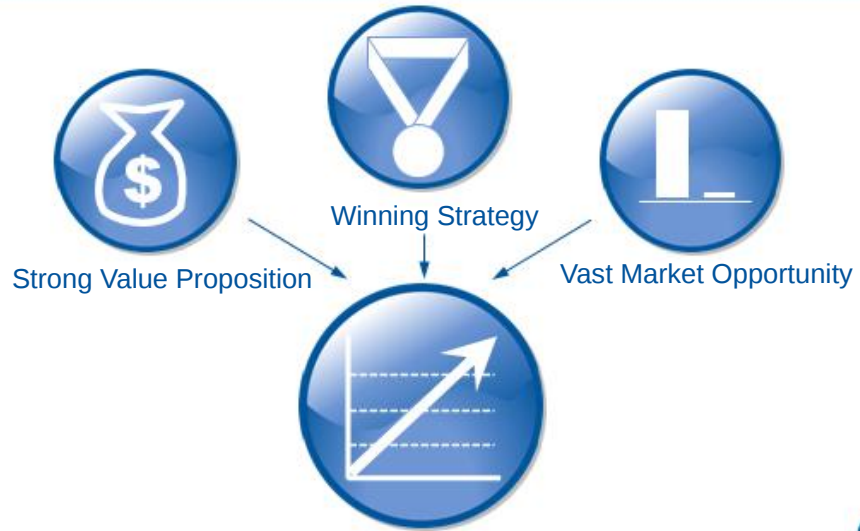 $
Winning Strategy
Strong Value Proposition
Vast Market Opportunity